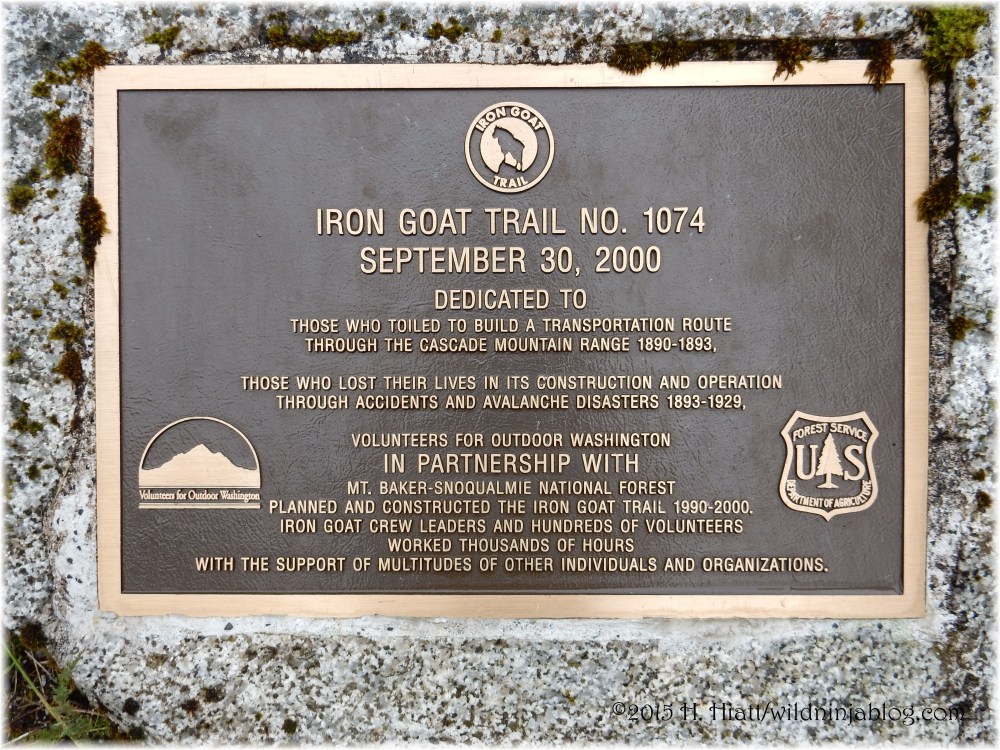 IRON GOAT
TRAIL
IRON GOAT TRAIL NO. 1074
SEPTEMBER 30, 2000
DEDICATED TO
THOSE WHO TOILED TO BUILD A TRANSPORTATION ROUTE
THROUGH THE CASCADE MOUNTAIN RANGE 1890-1893,
THOSE WHO LOST THEIR LIVES IN ITS CONSTRUCTION AND OPERATION
THROUGH ACCIDENTS AND AVALANCHE DISASTERS 1893-1929,
VOLUNTEERS FOR OUTDOOR WASHINGTON
IN PARTNERSHIP WITH
MT. BAKER-SNOQUALMIE NATIONAL FOREST
PLANNED AND CONSTRUCTED THE IRON GOAT TRAIL 1990-2000.
IRON GOAT CREW LEADERS AND HUNDREDS OF VOLUNTEERS
WORKED THOUSANDS OF HOURS
WITH THE SUPPORT OF MULTITUDES OF OTHER INDIVIDUALS AND ORGANIZATIONS.
Volunteers for Outdoor Washington
FOREST SERVICE
U S
DEPARTMENT OF AGRICULTURE
©2015 H. Hiatt/wildninjablog.com